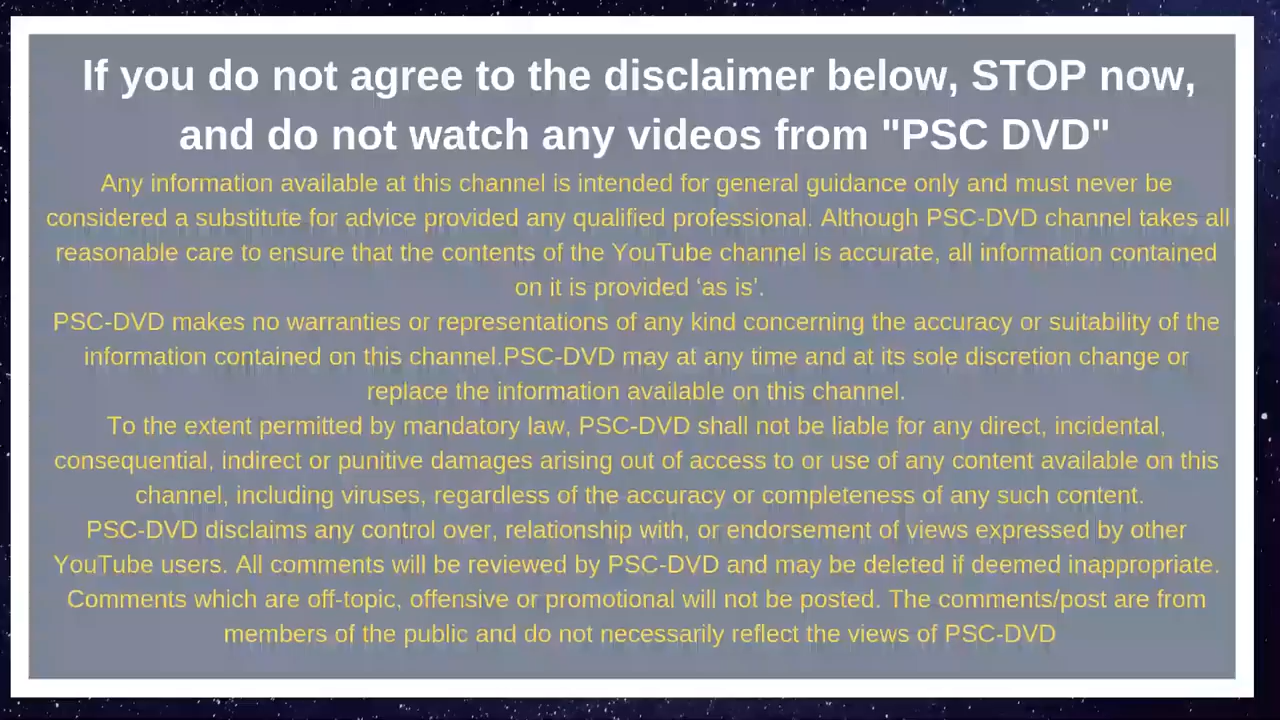 If you do not agree to the disclaimer below, STOP now,
and do not watch any videos from "PSC DVD"
Any information available at this channel is intended for general guidance only and must never be
considered a substitute for advice provided any qualified professional. Although PSC-DVD channel takes all
reasonable care to ensure that the contents of the YouTube channel is accurate, all information contained
on it is provided ‘as is’.
PSC-DVD makes no warranties or representations of any kind concerning the accuracy or suitability of the
information contained on this channel.PSC-DVD may at any time and at its sole discretion change or
replace the information available on this channel.
To the extent permitted by mandatory law, PSC-DVD shall not be liable for any direct, incidental,
consequential, indirect or punitive damages arising out of access to or use of any content available on this
channel, including viruses, regardless of the accuracy or completeness of any such content.
PSC-DVD disclaims any control over, relationship with, or endorsement of views expressed by other
YouTube users. All comments will be reviewed by PSC-DVD and may be deleted if deemed inappropriate.
Comments which are off-topic, offensive or promotional will not be posted. The comments/post are from
members of the public and do not necessarily reflect the views of PSC-DVD